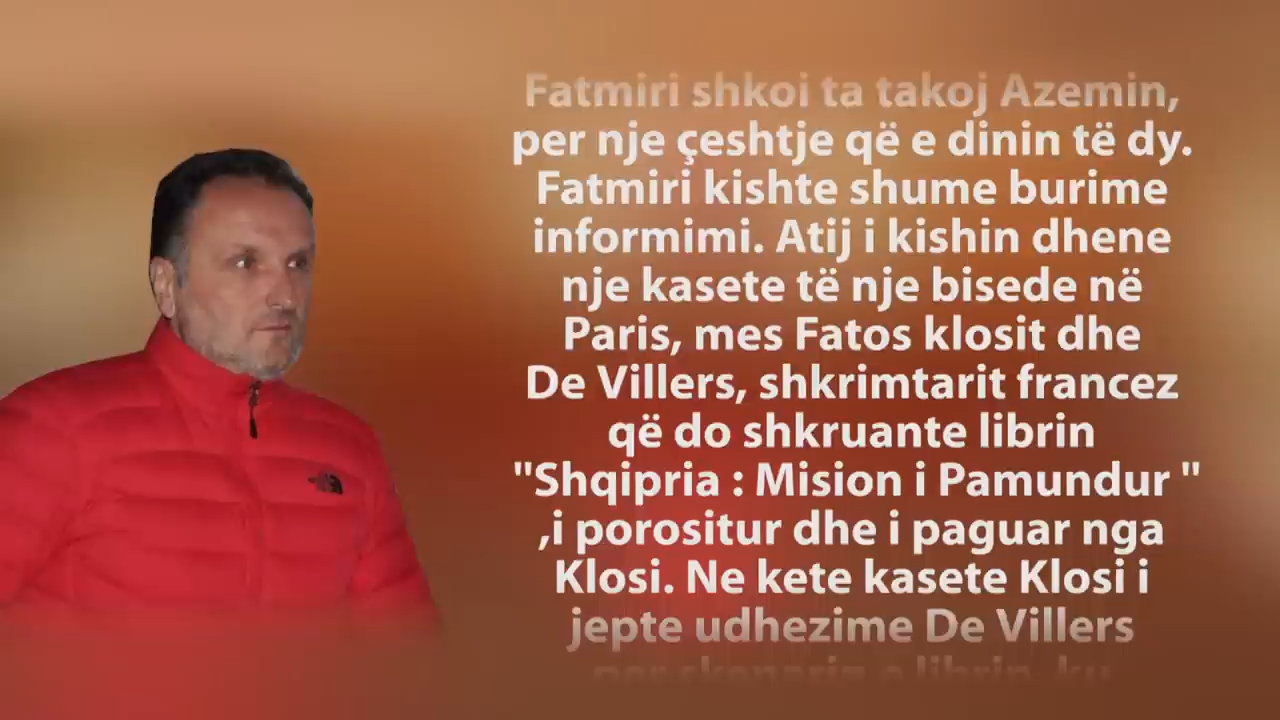 Fatmiri shkoi ta takoj Azemin,
per nje çeshtje që e dinin të dy.
Fatmiri kishte shume burime
informimi. Atij i kishin dhene
nje kasete të nje bisede në
Paris, mes Fatos klosit dhe
De Villers, shkrimtarit francez
që do shkruante librin
"Shqipria : Mision i Pamundur "
,i porositur dhe i paguar nga
Klosi. Ne kete kasete Klosi i
jepte udhezime De Villers